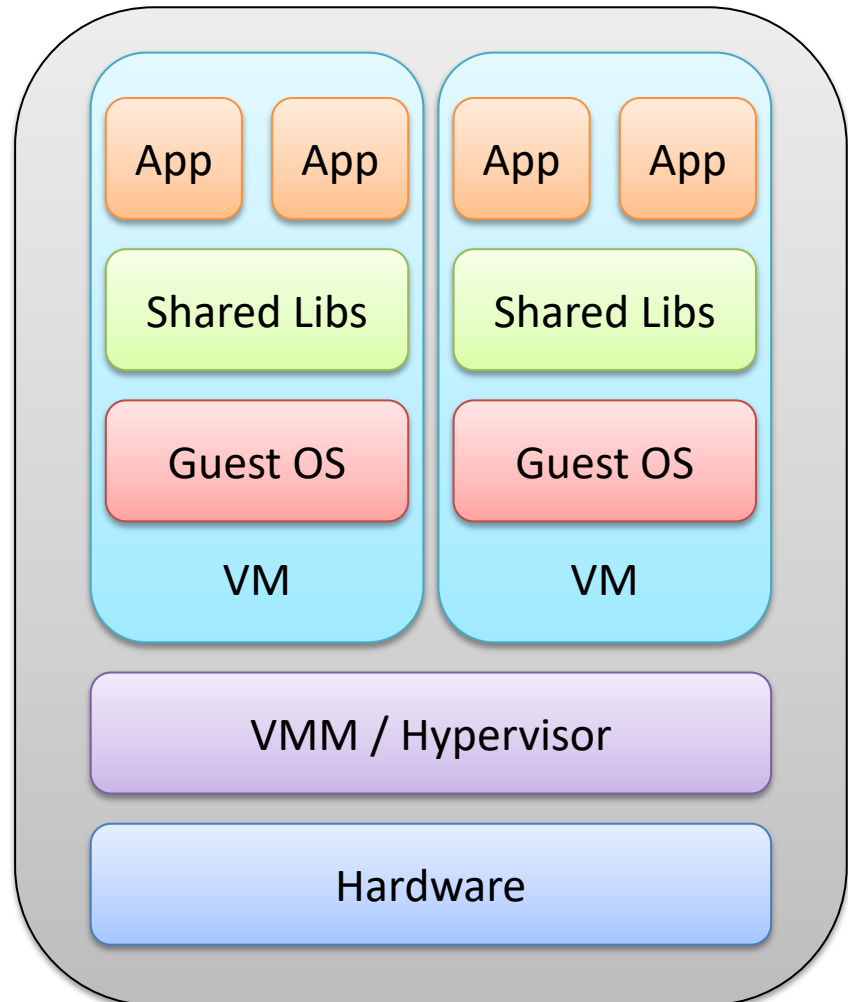 App App App App
Shared Libs Shared Libs
Guest OS Guest OS
VM VM
VMM / Hypervisor
Hardware